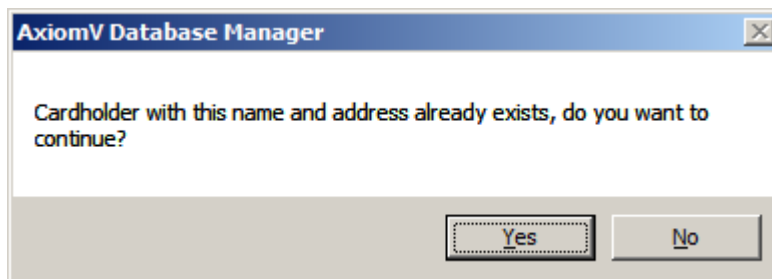 AxiomV Database Manager
Cardholder with this name and address already exists, do you want to
continue?
Yes
No